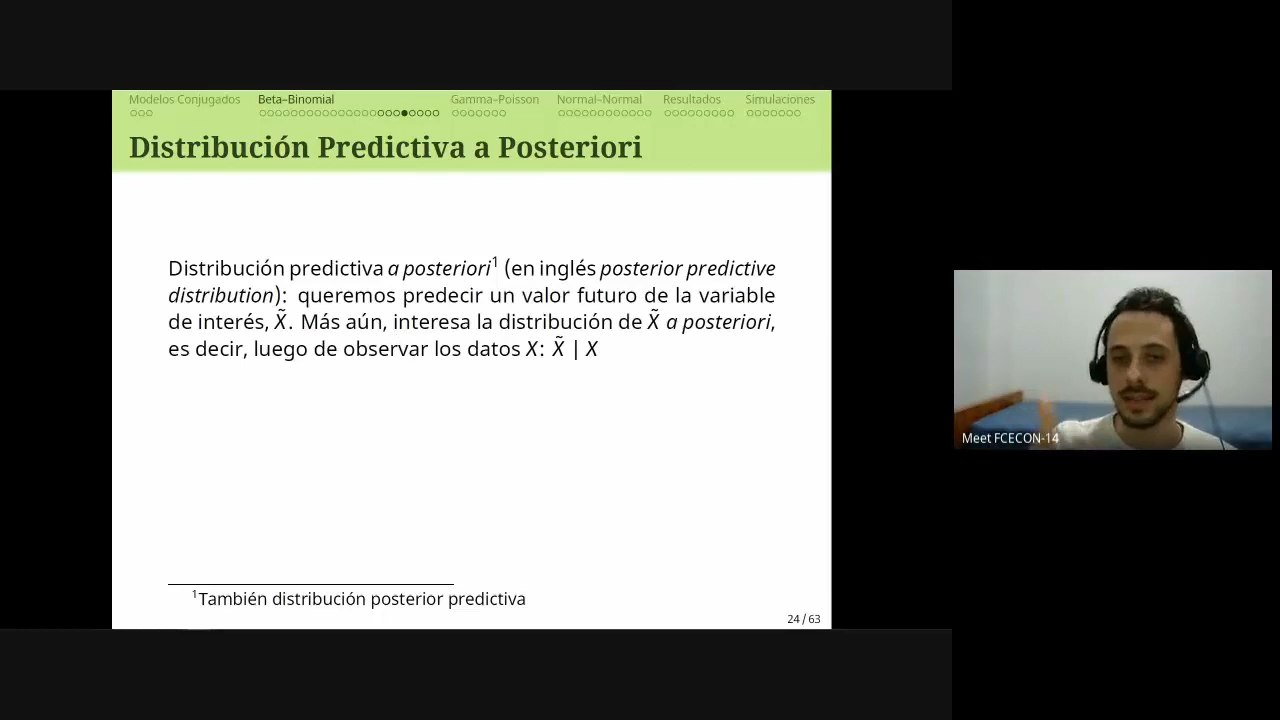 Modelos Conjugados Beta–Binomial Gamma–Poisson Normal–Normal Resultados Simulaciones
Distribución Predictiva a Posteriori
Distribución predictiva a posteriori¹ (en inglés posterior predictive
distribution): queremos predecir un valor futuro de la variable
de interés, X̃. Más aún, interesa la distribución de X̃ a posteriori,
es decir, luego de observar los datos X: X̃ | X
¹También distribución posterior predictiva
24 / 63
Meet FCECON-14